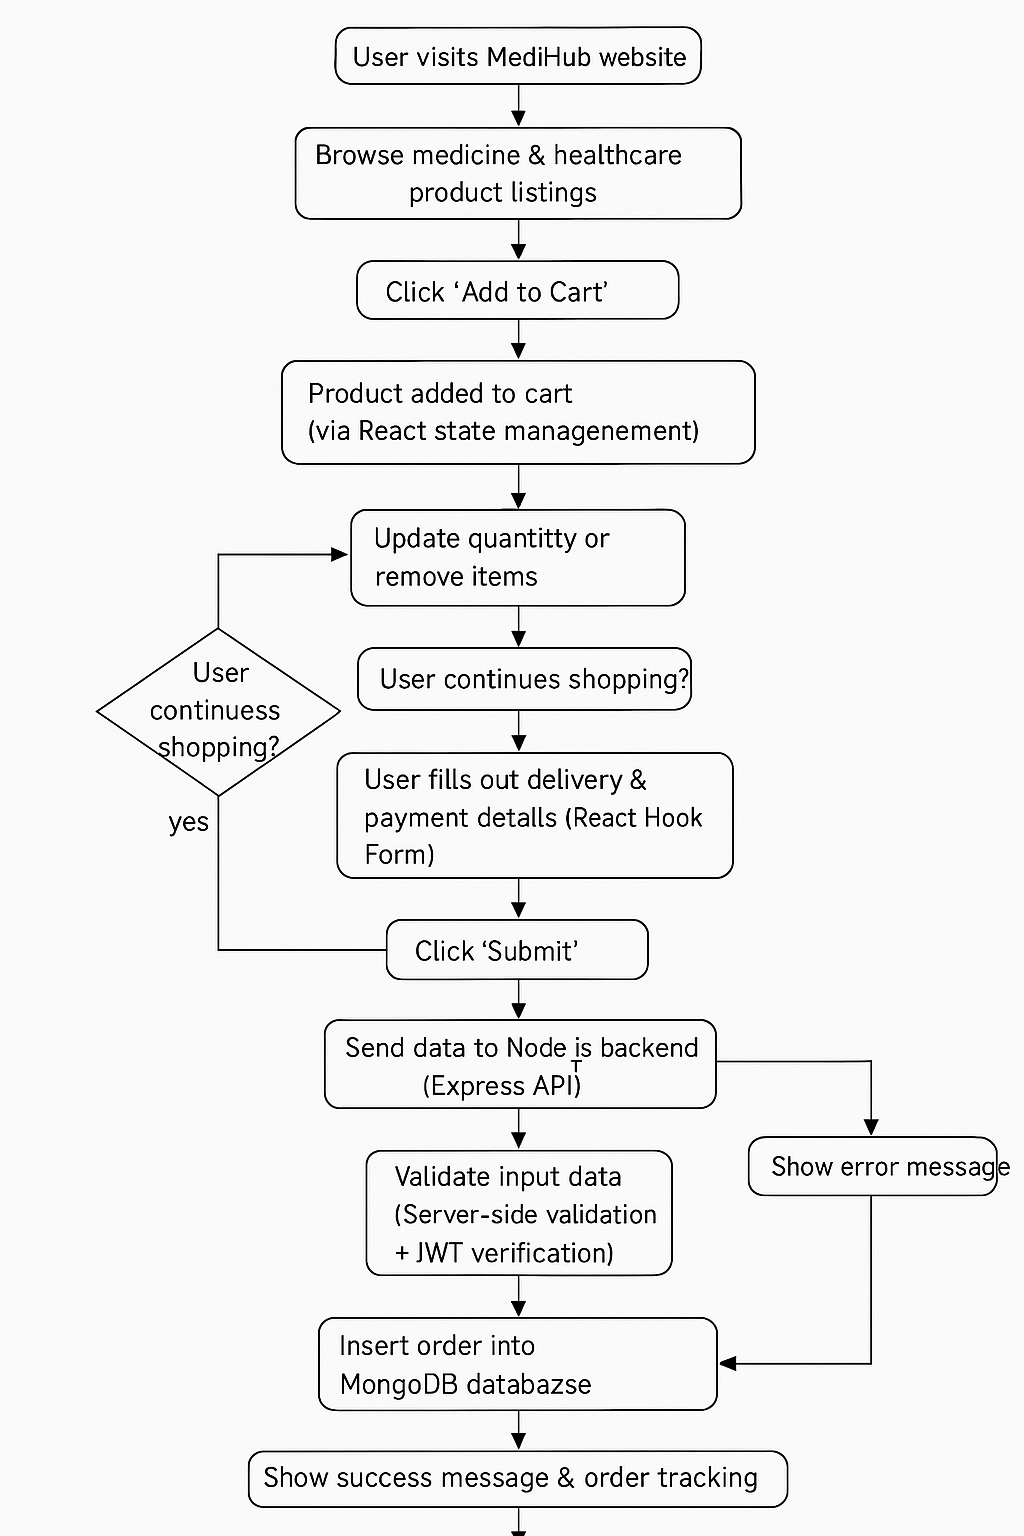 User visits MediHub website
Browse medicine & healthcare
product listings
Click ‘Add to Cart’
Product added to cart
(via React state managenement)
Update quantitty or
remove items
User
continuess
shopping?
yes
User continues shopping?
User fills out delivery &
payment detalls (React Hook
Form)
Click ‘Submit’
Send data to Node is backend
(Express API)
Show error message
Validate input data
(Server-side validation
+ JWT verification)
Insert order into
MongoDB databazse
Show success message & order tracking